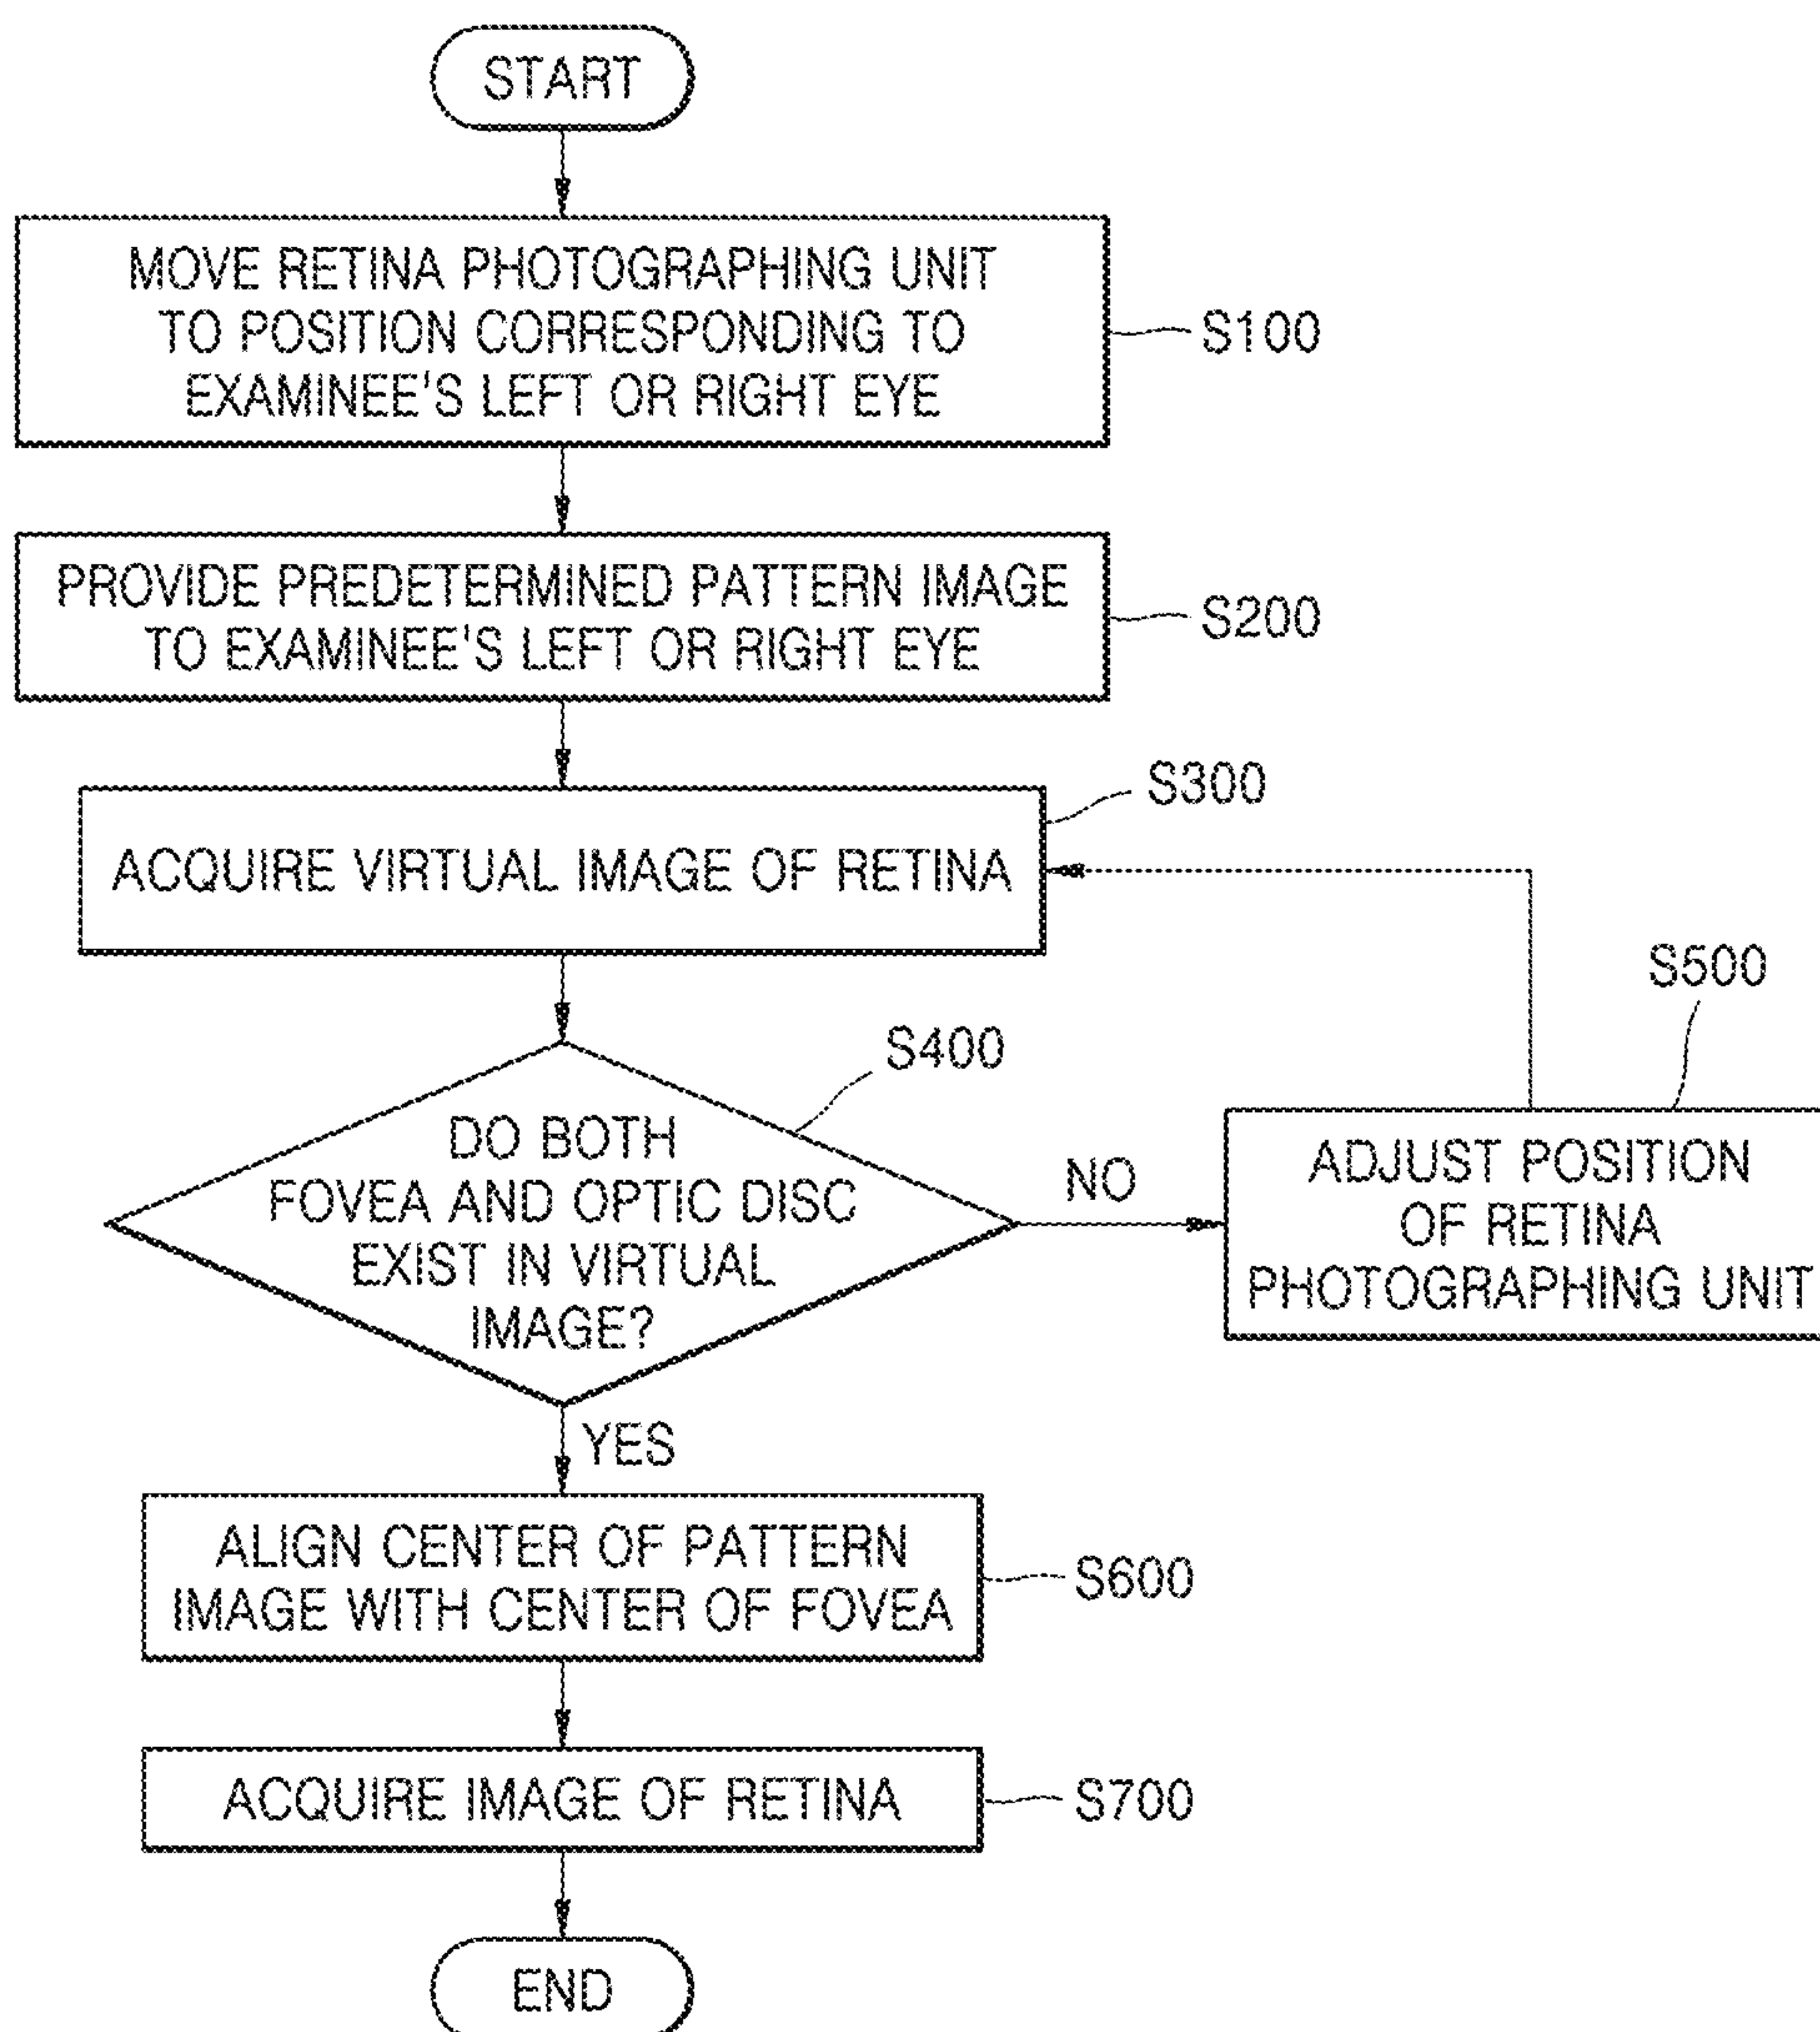 START
MOVE RETINA PHOTOGRAPHING UNIT
TO POSITION CORRESPONDING TO
EXAMINEE'S LEFT OR RIGHT EYE
S100
PROVIDE PREDETERMINED PATTERN IMAGE
TO EXAMINEE'S LEFT OR RIGHT EYE
S200
S300
ACQUIRE VIRTUAL IMAGE OF RETINA
S400
DO BOTH
FOVEA AND OPTIC DISC
EXIST IN VIRTUAL
IMAGE?
NO
S500
ADJUST POSITION
OF RETINA
PHOTOGRAPHING UNIT
YES
ALIGN CENTER OF PATTERN
IMAGE WITH CENTER OF FOVEA
S600
ACQUIRE IMAGE OF RETINA
S700
END